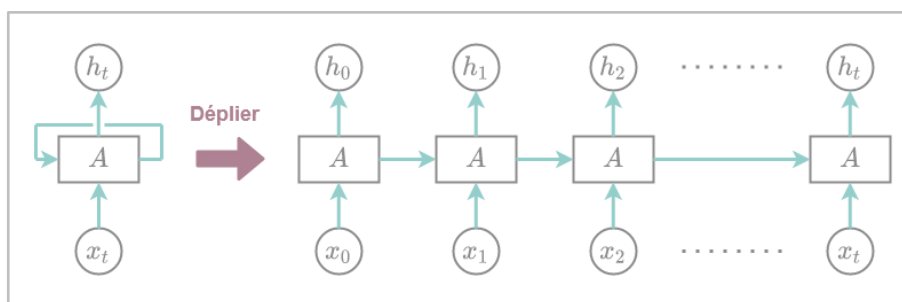 h_t h_0 h_1 h_2 ········ h_t
Déplier
A A A A A
x_t x_0 x_1 x_2 ········ x_t